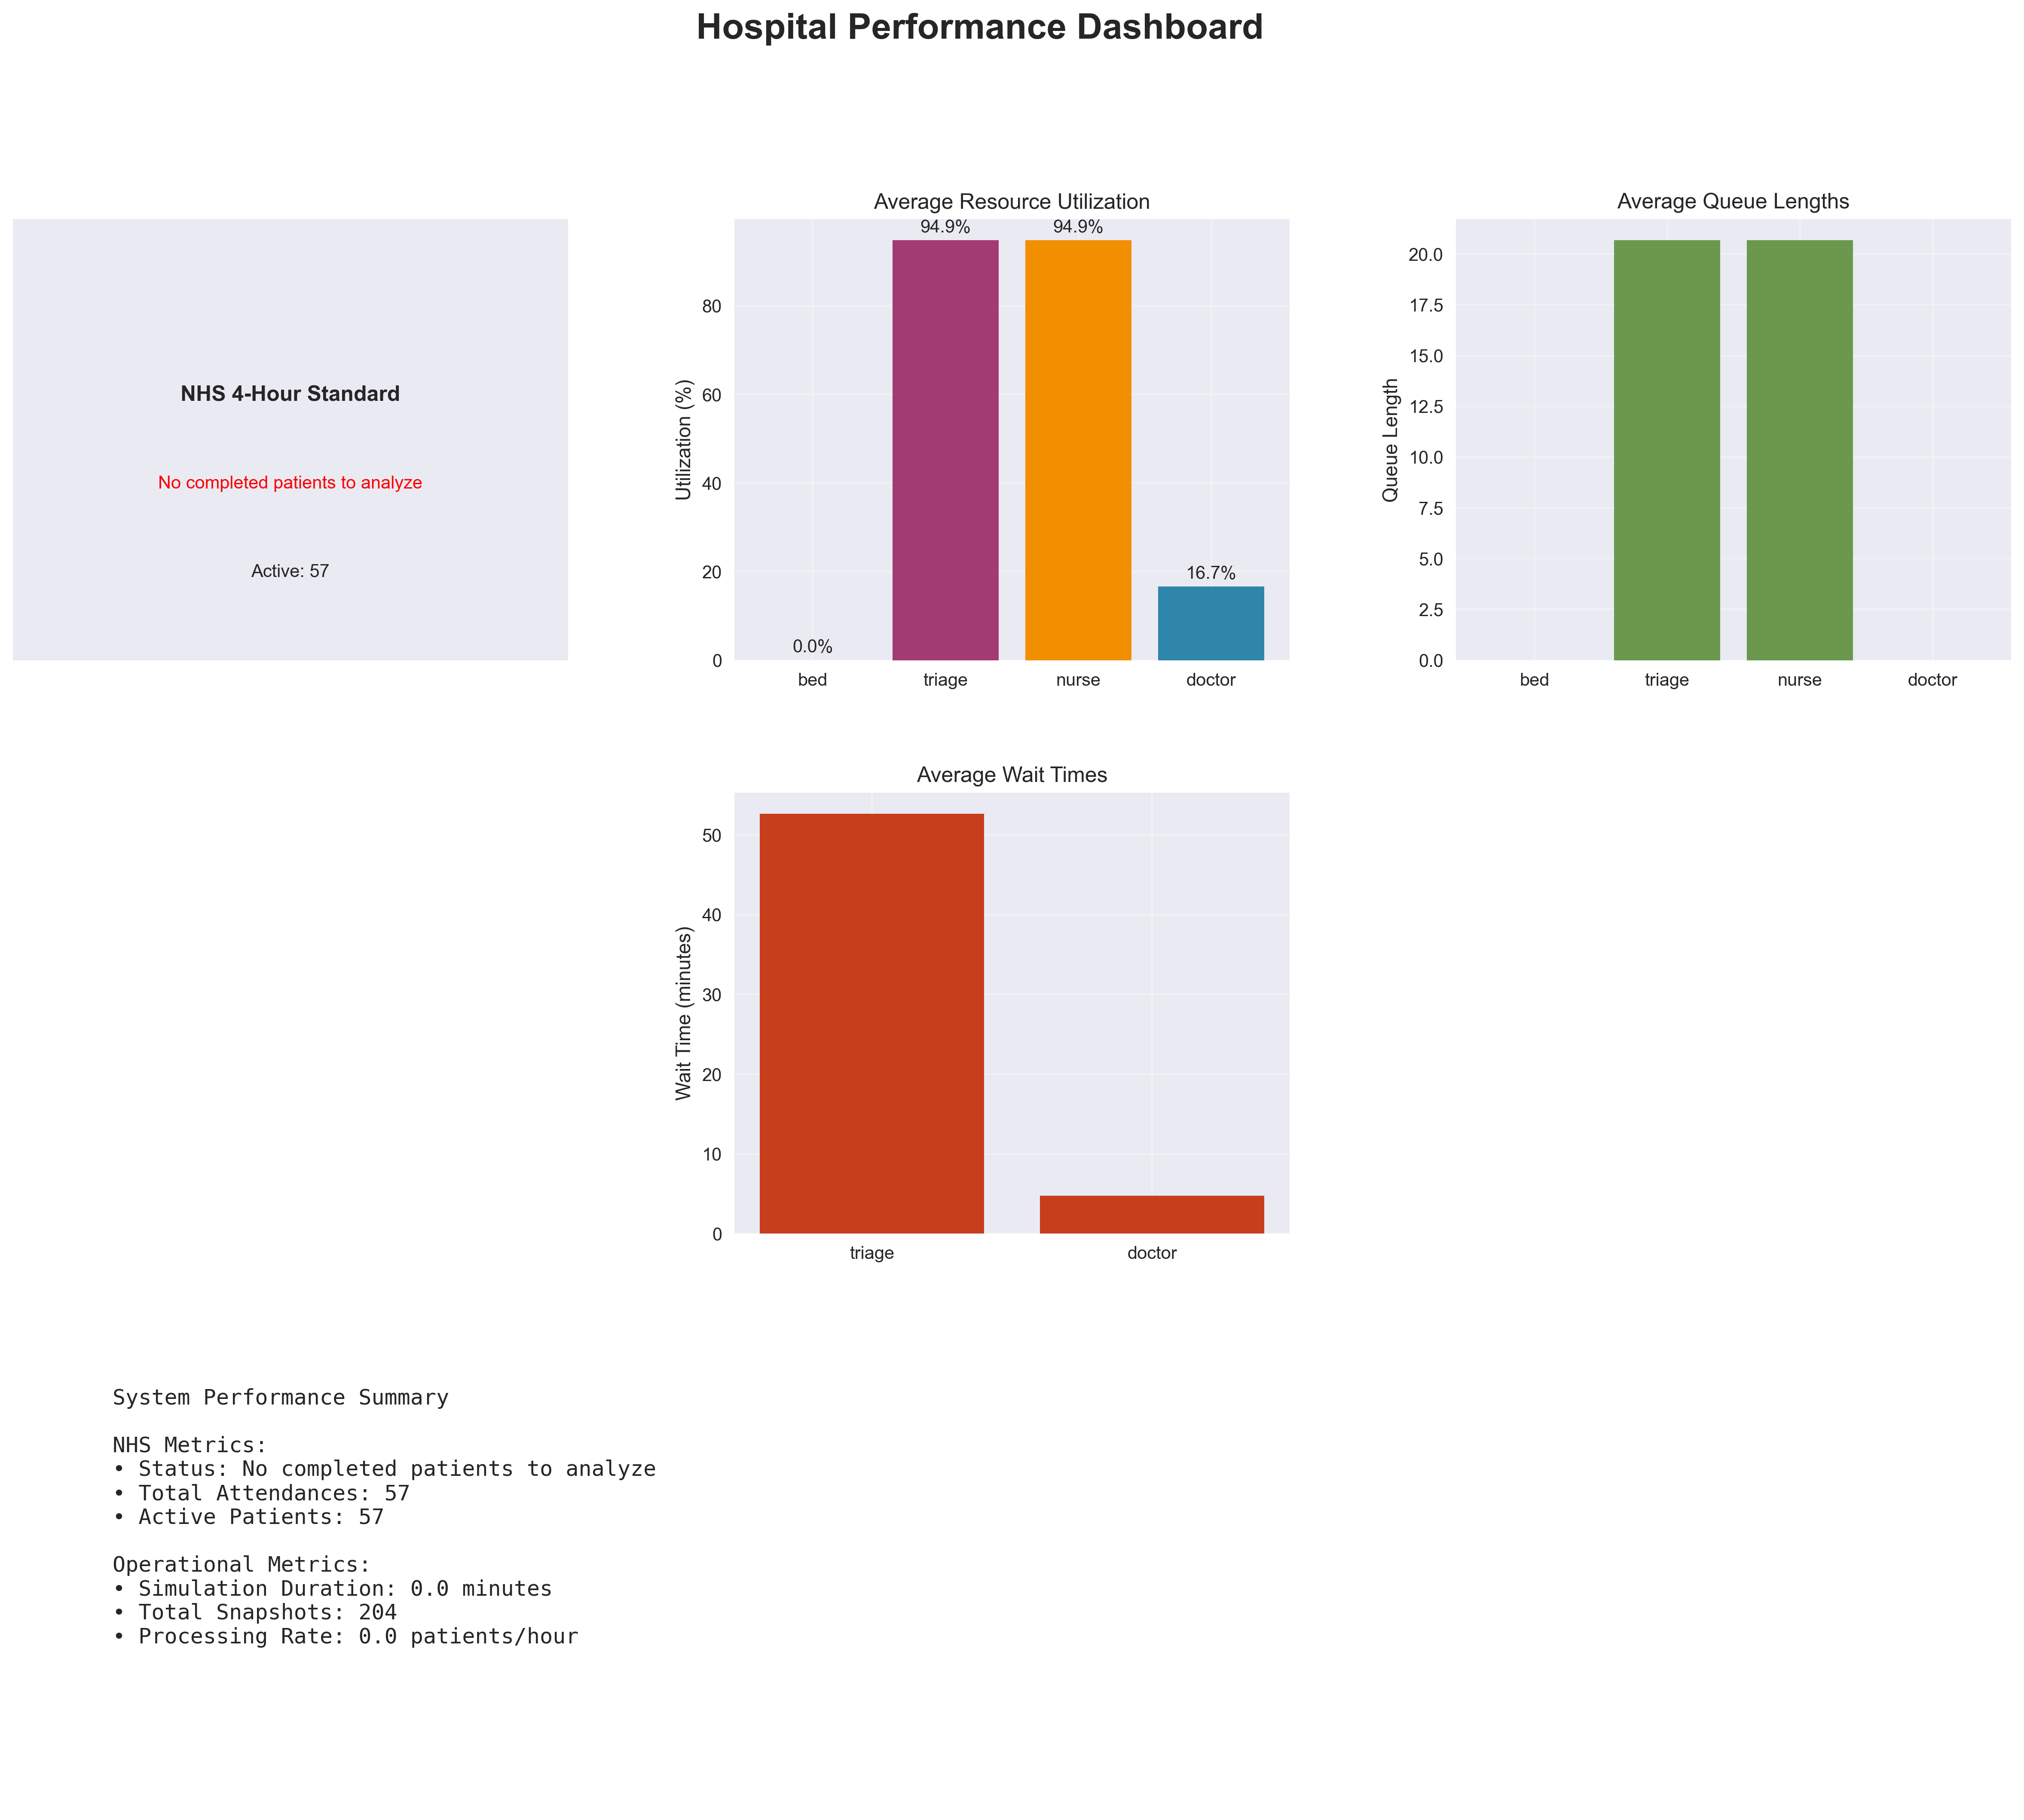 Hospital Performance Dashboard
NHS 4-Hour Standard
No completed patients to analyze
Active: 57
Average Resource Utilization
Utilization (%)
80
60
40
20
0
0.0%
94.9%
94.9%
16.7%
bed
triage
nurse
doctor
Average Queue Lengths
Queue Length
20.0
17.5
15.0
12.5
10.0
7.5
5.0
2.5
0.0
bed
triage
nurse
doctor
Average Wait Times
Wait Time (minutes)
50
40
30
20
10
0
triage
doctor
System Performance Summary
NHS Metrics:
• Status: No completed patients to analyze
• Total Attendances: 57
• Active Patients: 57
Operational Metrics:
• Simulation Duration: 0.0 minutes
• Total Snapshots: 204
• Processing Rate: 0.0 patients/hour